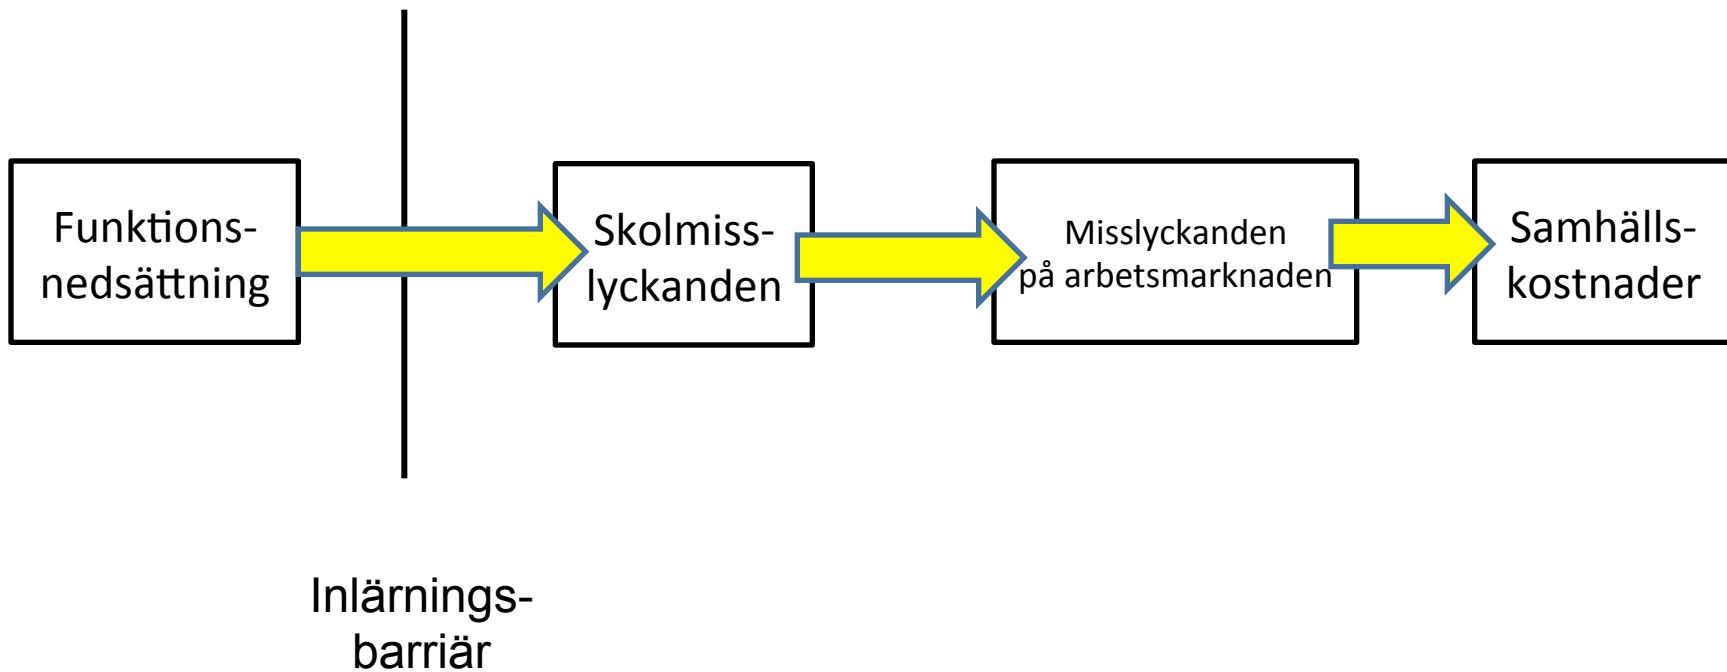 Funktions-
nedsättning
Skolmiss-
lyckanden
Misslyckanden
på arbetsmarknaden
Samhälls-
kostnader
Inlärnings-
barriär